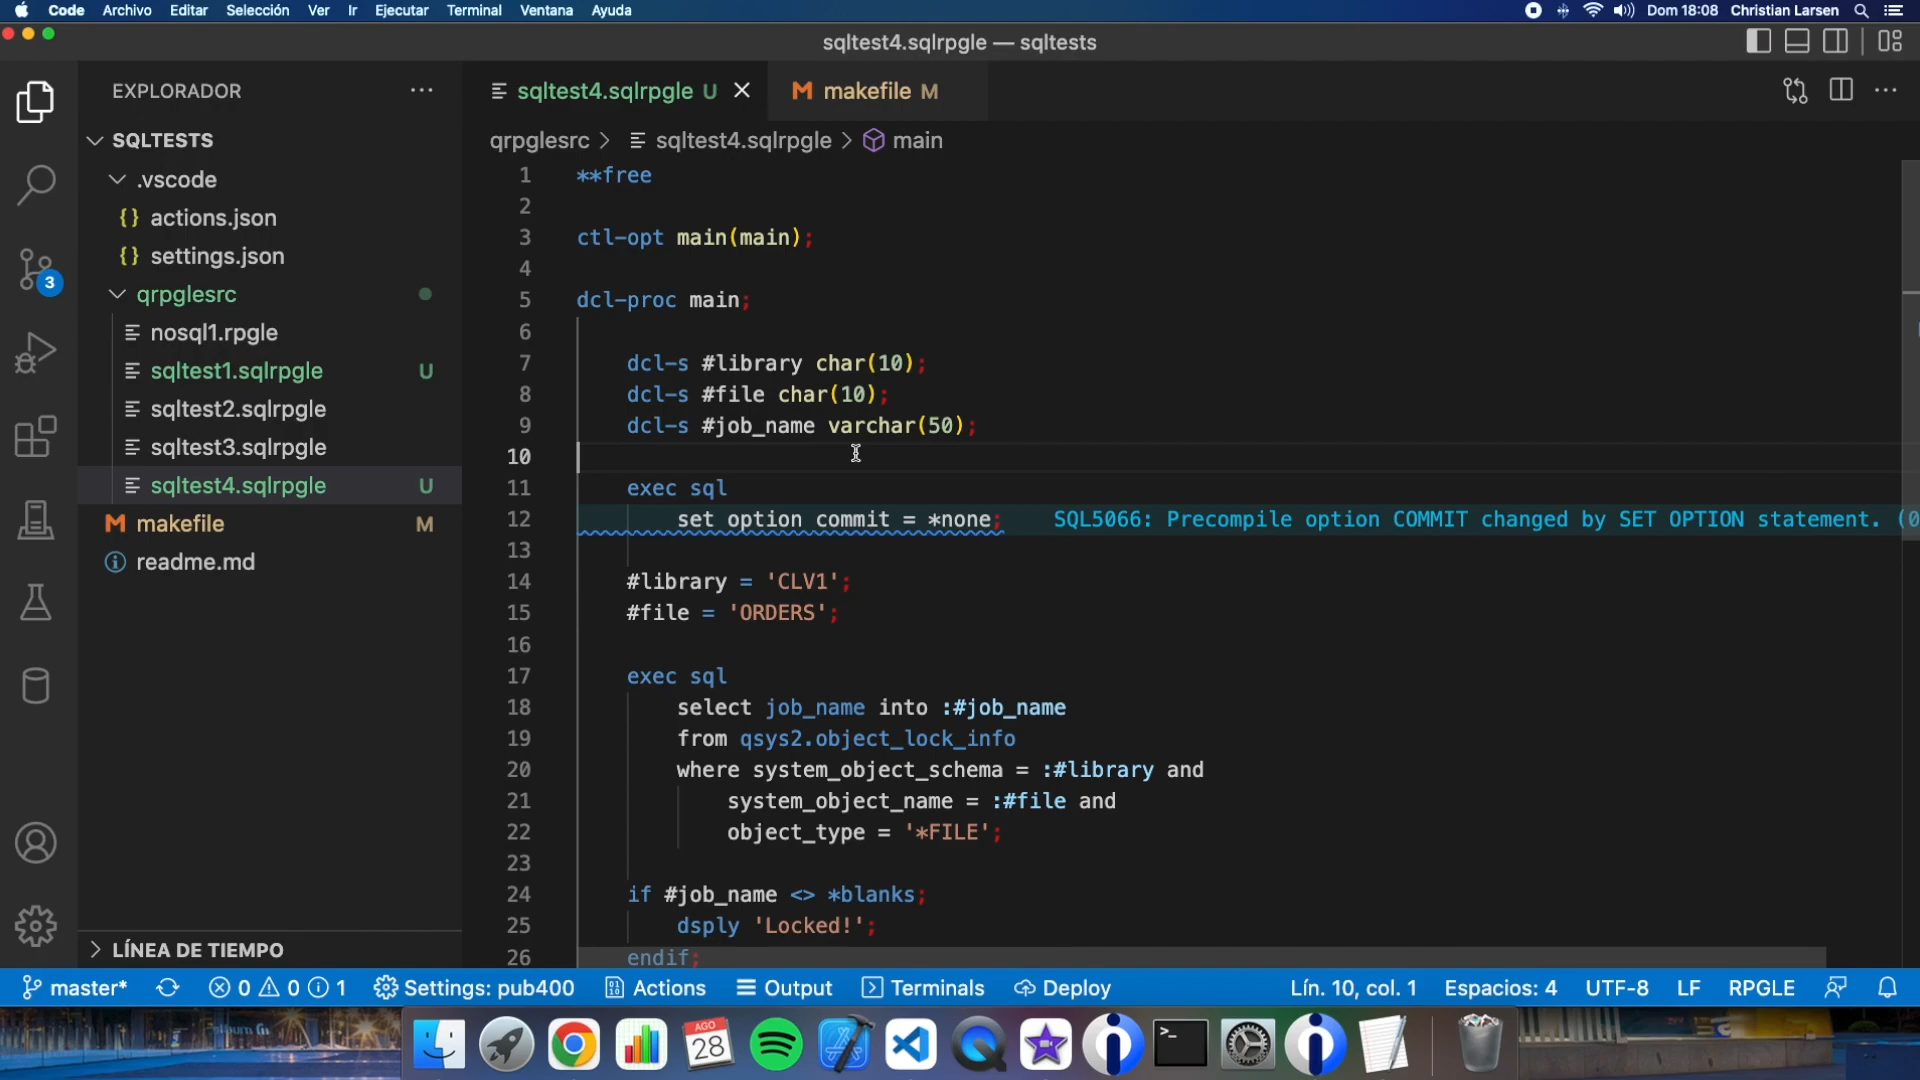 Code Archivo Editar Selección Ver Ir Ejecutar Terminal Ventana Ayuda Dom 18:08 Christian Larsen
sqltest4.sqlrpgle — sqltests
EXPLORADOR
SQLTESTS
.vscode
{} actions.json
{} settings.json
qrpglesrc
nosql1.rpgle
sqltest1.sqlrpgle U
sqltest2.sqlrpgle
sqltest3.sqlrpgle
sqltest4.sqlrpgle U
M makefile M
readme.md
LÍNEA DE TIEMPO
3
sqltest4.sqlrpgle U
M makefile M
qrpglesrc > sqltest4.sqlrpgle > main
1 **free
2
3 ctl-opt main(main);
4
5 dcl-proc main;
6
7 dcl-s #library char(10);
8 dcl-s #file char(10);
9 dcl-s #job_name varchar(50);
10
11 exec sql
12 set option commit = *none; SQL5066: Precompile option COMMIT changed by SET OPTION statement. (0
13
14 #library = 'CLV1';
15 #file = 'ORDERS';
16
17 exec sql
18 select job_name into :#job_name
19 from qsys2.object_lock_info
20 where system_object_schema = :#library and
21 system_object_name = :#file and
22 object_type = '*FILE';
23
24 if #job_name <> *blanks;
25 dsply 'Locked!';
26 endif;
master* 0 0 1 Settings: pub400 Actions Output Terminals Deploy Lín. 10, col. 1 Espacios: 4 UTF-8 LF RPGLE
AGO
28